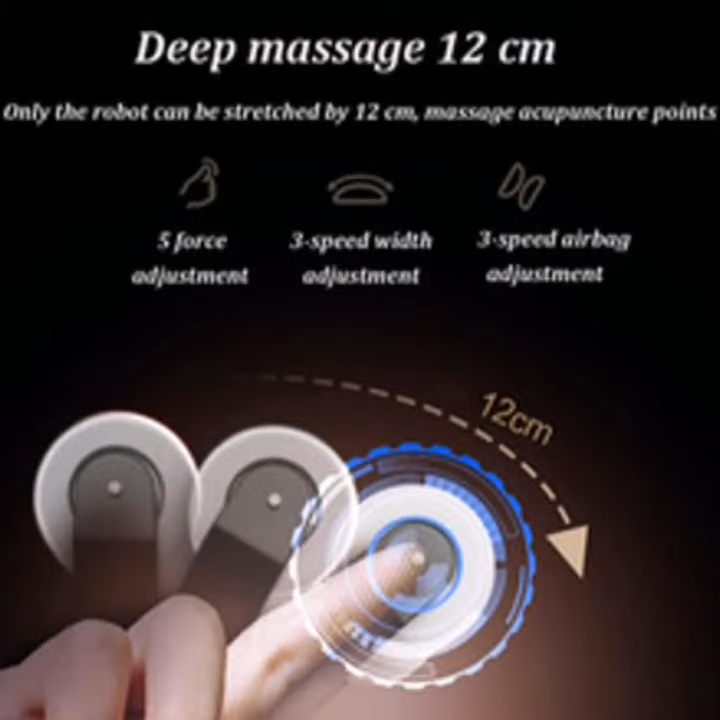 Deep massage 12 cm
Only the robot can be stretched by 12 cm, massage acupuncture points
5 force
adjustment
3-speed width
adjustment
3-speed airbag
adjustment
12cm